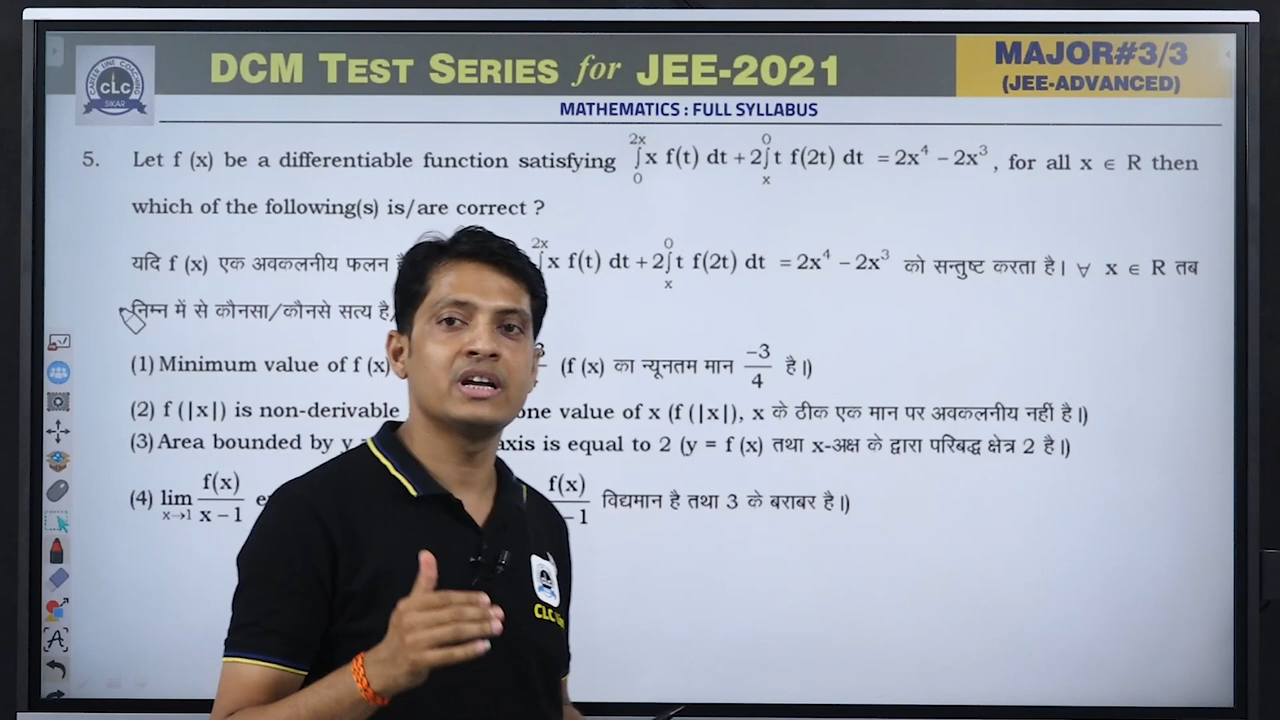 CAREER LINE COACHING
CLC
SIKAR
DCM TEST SERIES for JEE-2021
MAJOR#3/3
(JEE-ADVANCED)
MATHEMATICS : FULL SYLLABUS
5. Let f (x) be a differentiable function satisfying ∫₀²ˣ x f(t) dt + 2∫ₓ⁰ t f(2t) dt = 2x⁴ − 2x³, for all x ∈ R then
which of the following(s) is/are correct ?
यदि f (x) एक अवकलनीय फलन ∫₀²ˣ x f(t) dt + 2∫ₓ⁰ t f(2t) dt = 2x⁴ − 2x³ को सन्तुष्ट करता है। ∀ x ∈ R तब
निम्न में से कौनसा/कौनसे सत्य है
(1) Minimum value of f (x) (f (x) का न्यूनतम मान −3/4 है।)
(2) f (|x|) is non-derivable one value of x (f (|x|), x के ठीक एक मान पर अवकलनीय नहीं है।)
(3) Area bounded by y axis is equal to 2 (y = f (x) तथा x-अक्ष के द्वारा परिबद्ध क्षेत्र 2 है।)
(4) lim x→1 f(x)/x − 1 f(x) − 1 विद्यमान है तथा 3 के बराबर है।)
CLC